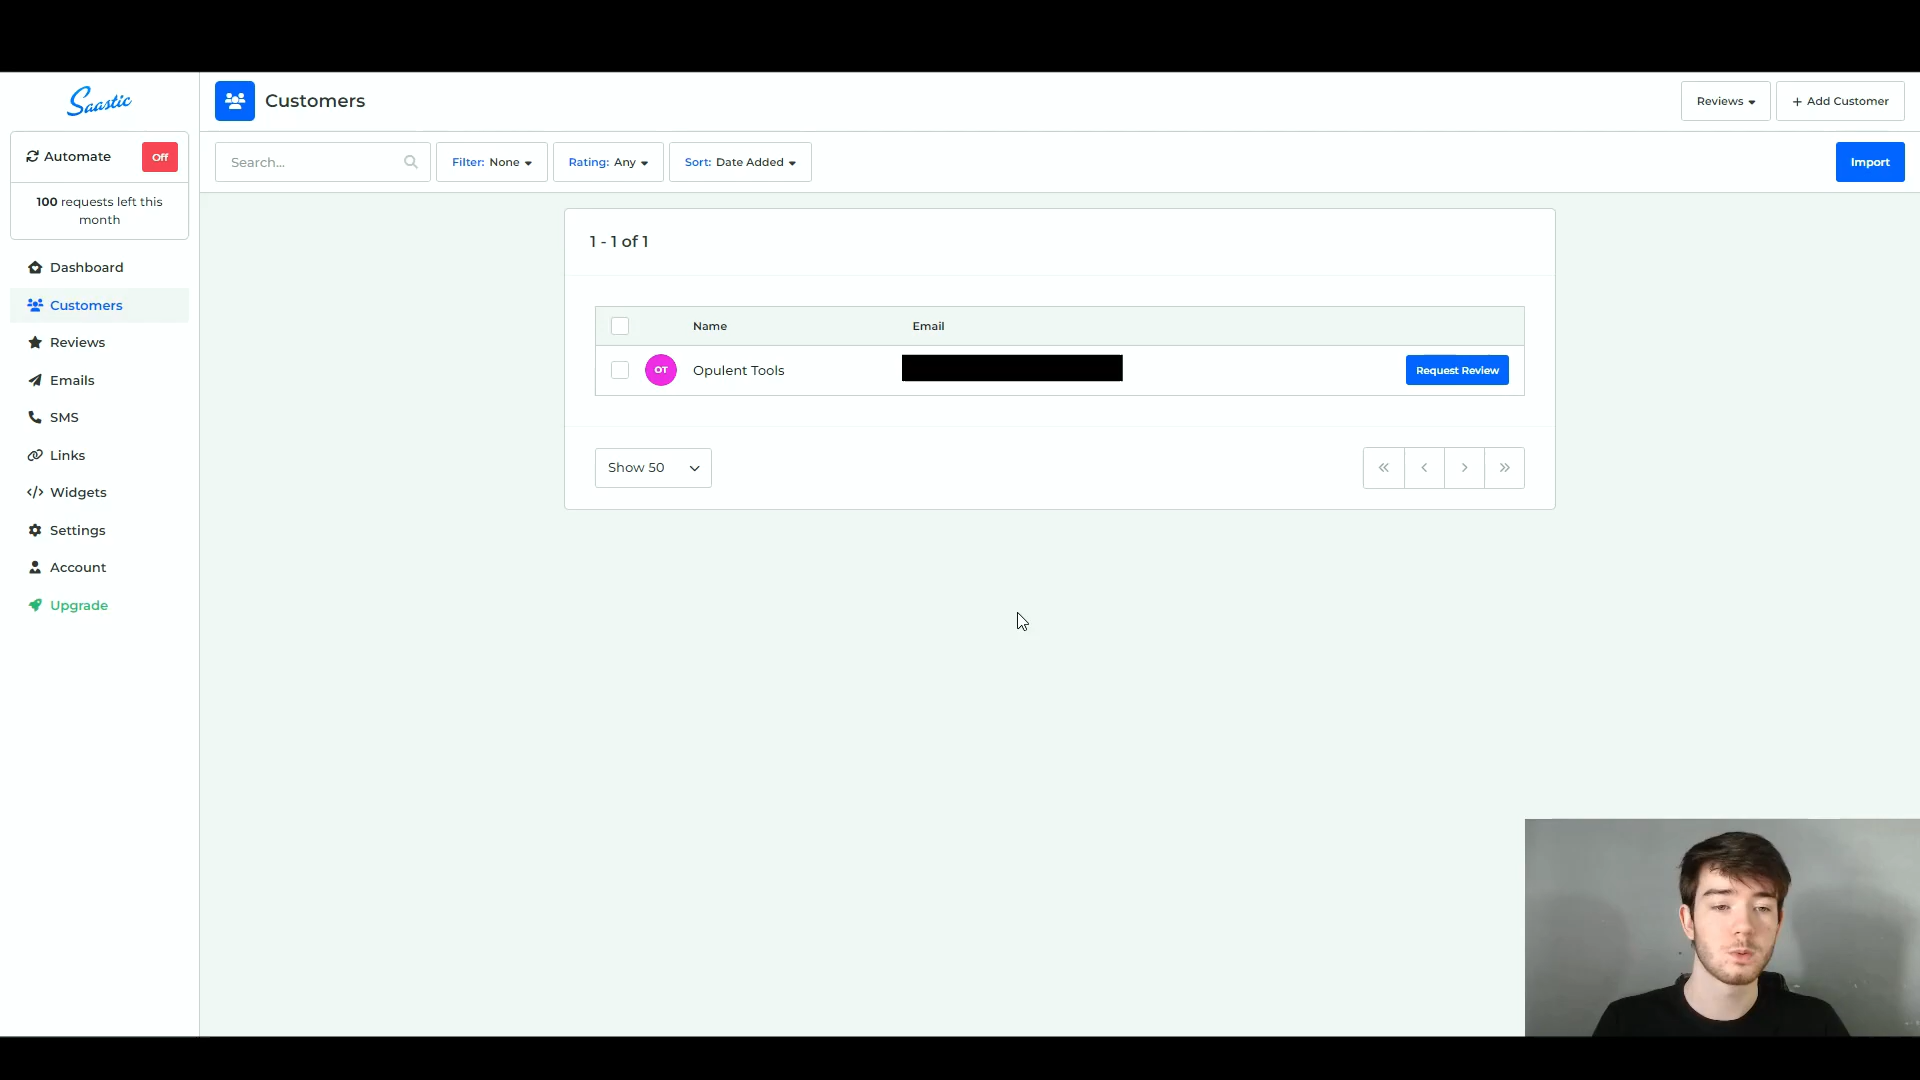 Saastic
Automate Off
100 requests left this
month
Dashboard
Customers
Reviews
Emails
SMS
Links
Widgets
Settings
Account
Upgrade
Customers
Reviews
+ Add Customer
Search...
Filter: None
Rating: Any
Sort: Date Added
Import
1 - 1 of 1
Name Email
OT Opulent Tools Request Review
Show 50